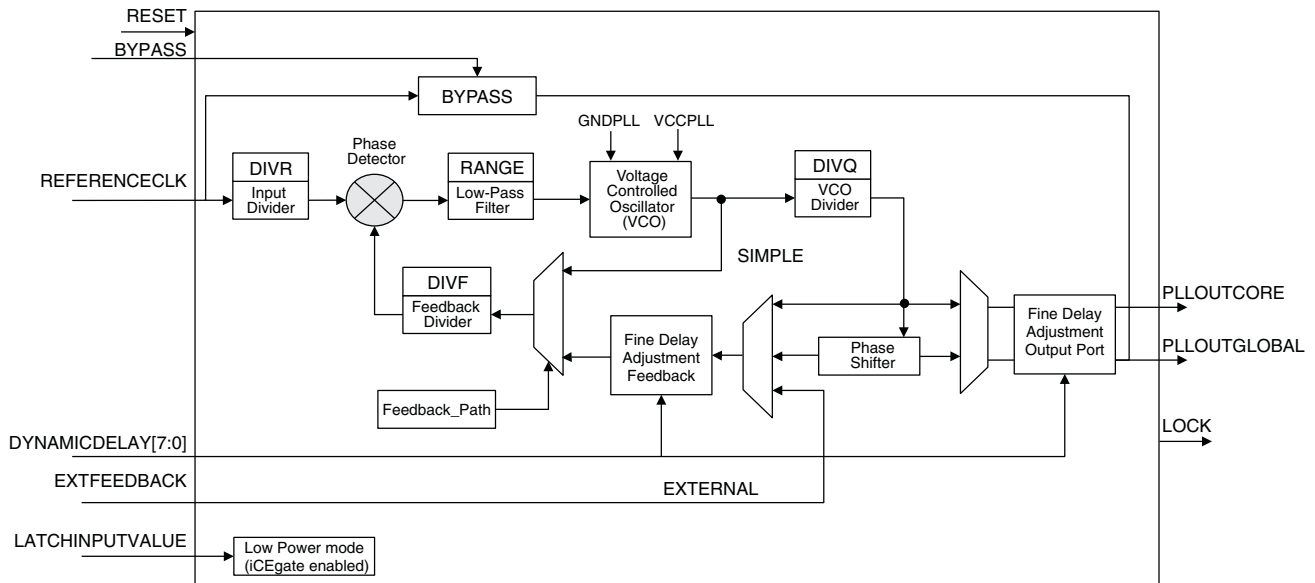 RESET
BYPASS
BYPASS
GNDPLL VCCPLL
Phase
Detector
REFERENCECLK
DIVR
Input
Divider
RANGE
Low-Pass
Filter
Voltage
Controlled
Oscillator
(VCO)
DIVQ
VCO
Divider
SIMPLE
DIVF
Feedback
Divider
Fine Delay
Adjustment
Feedback
Phase
Shifter
Fine Delay
Adjustment
Output Port
PLLOUTCORE
PLLOUTGLOBAL
Feedback_Path
DYNAMICDELAY[7:0]
LOCK
EXTFEEDBACK
EXTERNAL
LATCHINPUTVALUE
Low Power mode
(iCEgate enabled)